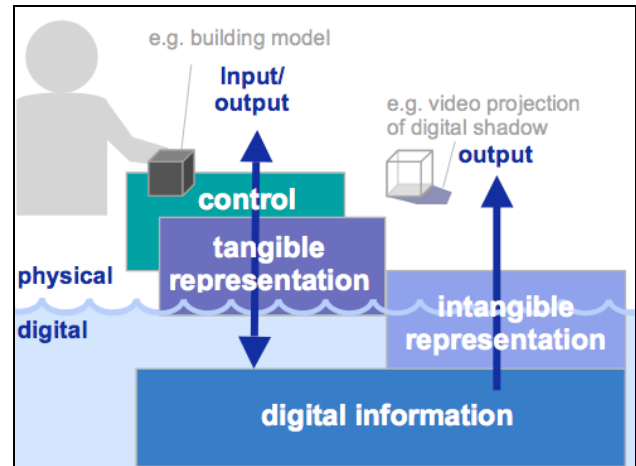 e.g. building model
Input/
output
e.g. video projection
of digital shadow
output
control
tangible
representation
physical
digital
intangible
representation
digital information